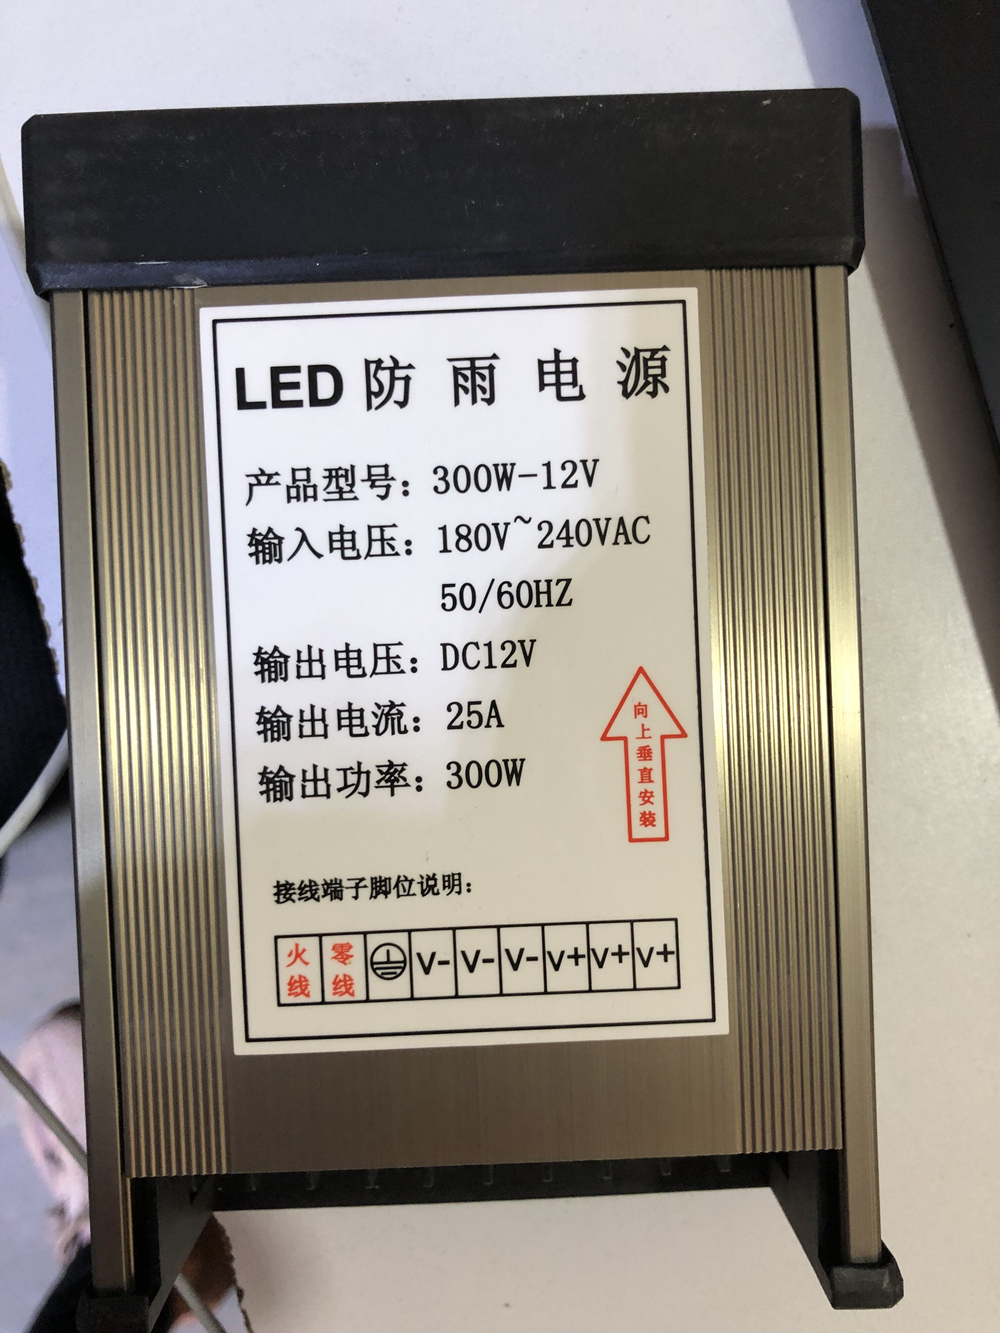 LED 防雨电源
产品型号：300W-12V
输入电压：180V~240VAC
50/60HZ
输出电压：DC12V
输出电流：25A
输出功率：300W
向上垂直安装
接线端子脚位说明：
火线 零线 V- V- V- V+ V+ V+